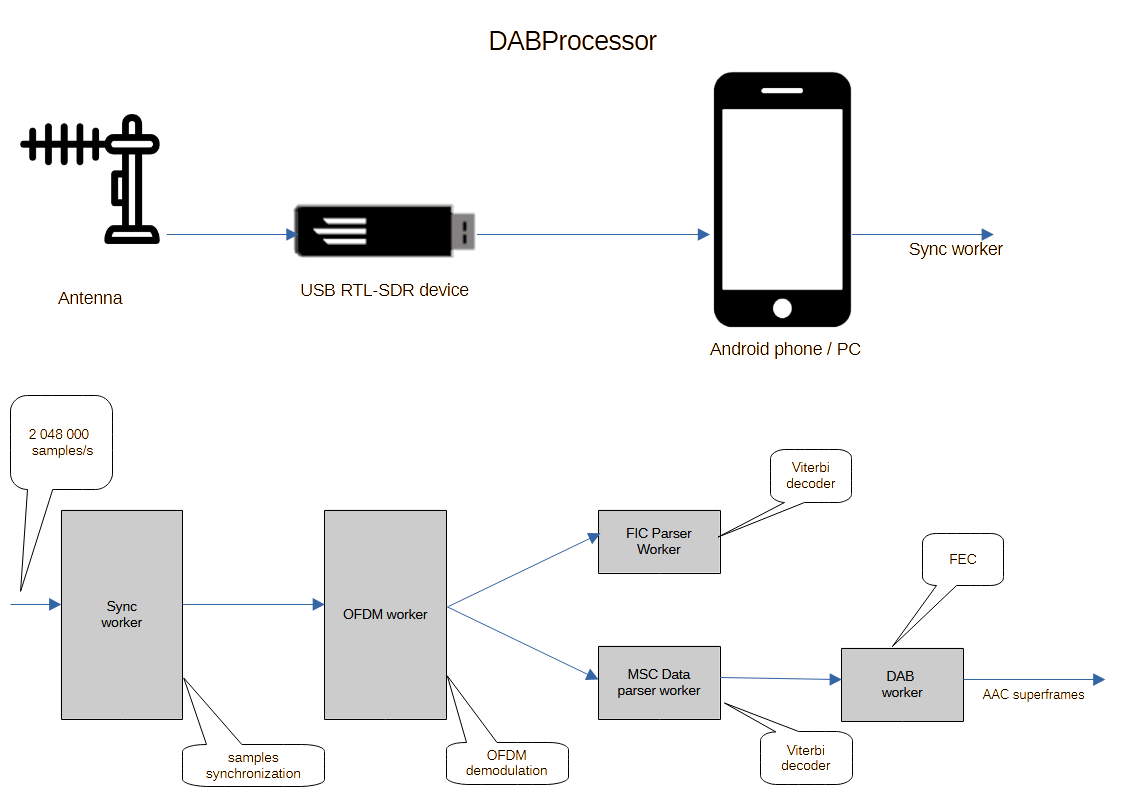 DABProcessor
Antenna
USB RTL-SDR device
Android phone / PC
Sync worker
2 048 000
samples/s
Sync
worker
samples
synchronization
OFDM worker
OFDM
demodulation
FIC Parser
Worker
Viterbi
decoder
MSC Data
parser worker
Viterbi
decoder
DAB
worker
FEC
AAC superframes